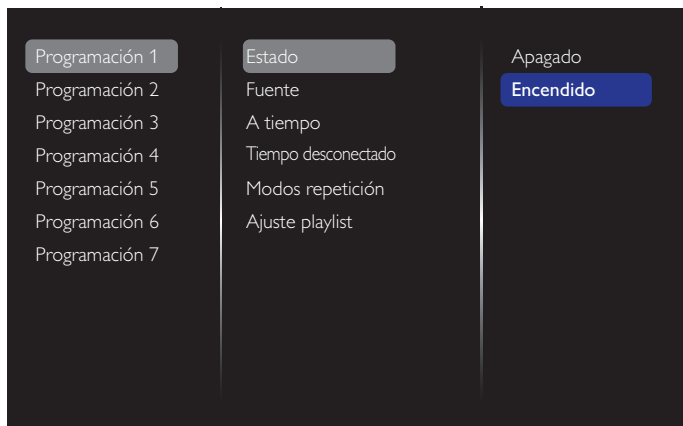 Programación 1
Programación 2
Programación 3
Programación 4
Programación 5
Programación 6
Programación 7
Estado
Fuente
A tiempo
Tiempo desconectado
Modos repetición
Ajuste playlist
Apagado
Encendido